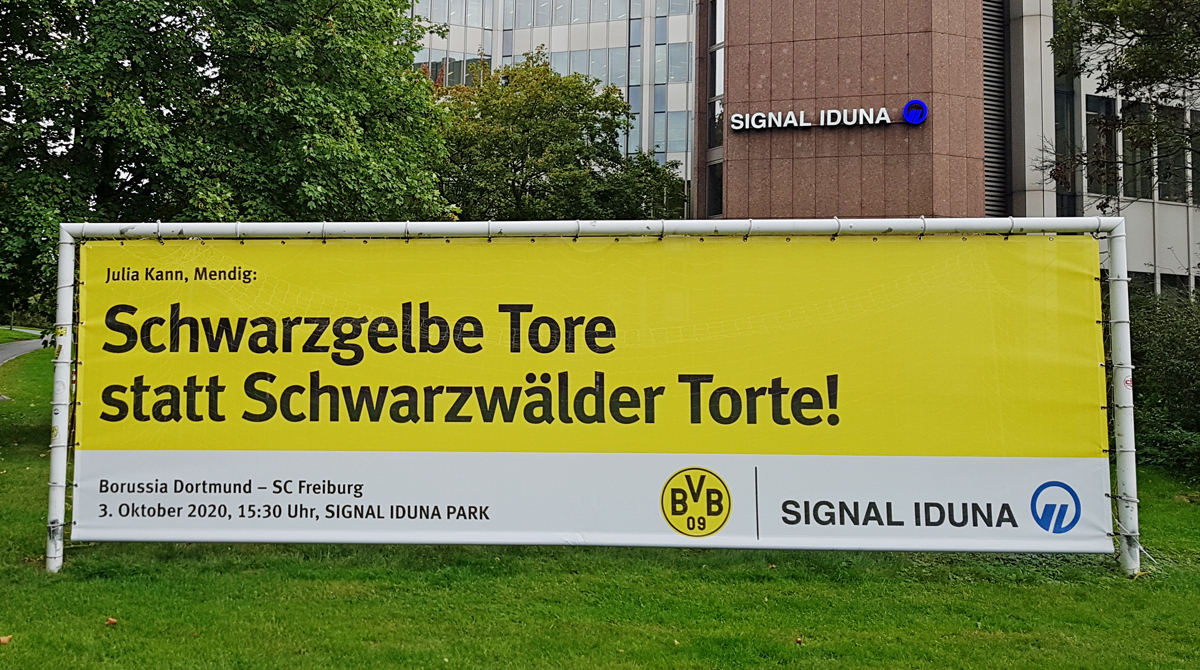 SIGNAL IDUNA
Julia Kann, Mendig:
Schwarzgelbe Tore
statt Schwarzwälder Torte!
Borussia Dortmund – SC Freiburg
3. Oktober 2020, 15:30 Uhr, SIGNAL IDUNA PARK
BVB
09
SIGNAL IDUNA